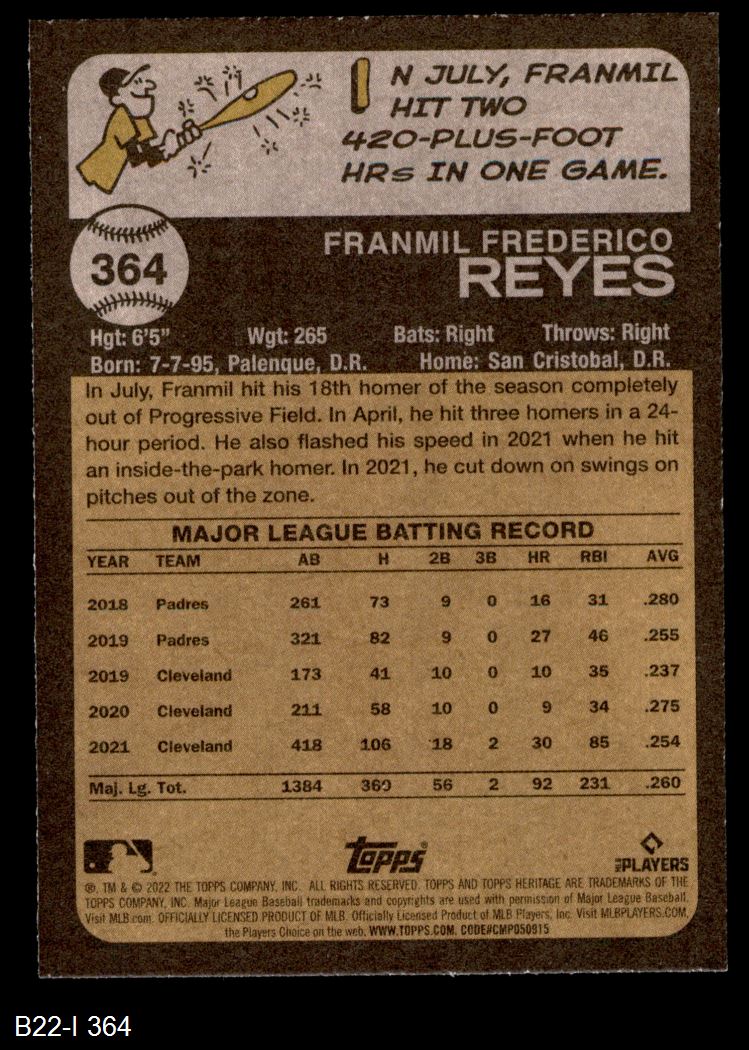 IN JULY, FRANMIL
HIT TWO
420-PLUS-FOOT
HRs IN ONE GAME.
364
FRANMIL FREDERICO
REYES
Hgt: 6'5" Wgt: 265 Bats: Right Throws: Right
Born: 7-7-95, Palenque, D.R. Home: San Cristobal, D.R.
In July, Franmil hit his 18th homer of the season completely
out of Progressive Field. In April, he hit three homers in a 24-
hour period. He also flashed his speed in 2021 when he hit
an inside-the-park homer. In 2021, he cut down on swings on
pitches out of the zone.
MAJOR LEAGUE BATTING RECORD
YEAR TEAM AB H 2B 3B HR RBI AVG
2018 Padres 261 73 9 0 16 31 .280
2019 Padres 321 82 9 0 27 46 .255
2019 Cleveland 173 41 10 0 10 35 .237
2020 Cleveland 211 58 10 0 9 34 .275
2021 Cleveland 418 106 18 2 30 85 .254
Maj. Lg. Tot. 1384 360 56 2 92 231 .260
Topps®
MLB PLAYERS
®, TM & © 2022 THE TOPPS COMPANY, INC. ALL RIGHTS RESERVED. TOPPS AND TOPPS HERITAGE ARE TRADEMARKS OF THE
TOPPS COMPANY, INC. Major League Baseball trademarks and copyrights are used with permission of Major League Baseball.
Visit MLB.com. OFFICIALLY LICENSED PRODUCT OF MLB. Officially Licensed Product of MLB Players, Inc. Visit MLBPLAYERS.COM,
the Players Choice on the web. WWW.TOPPS.COM. CODE#CMP050915
B22-I 364